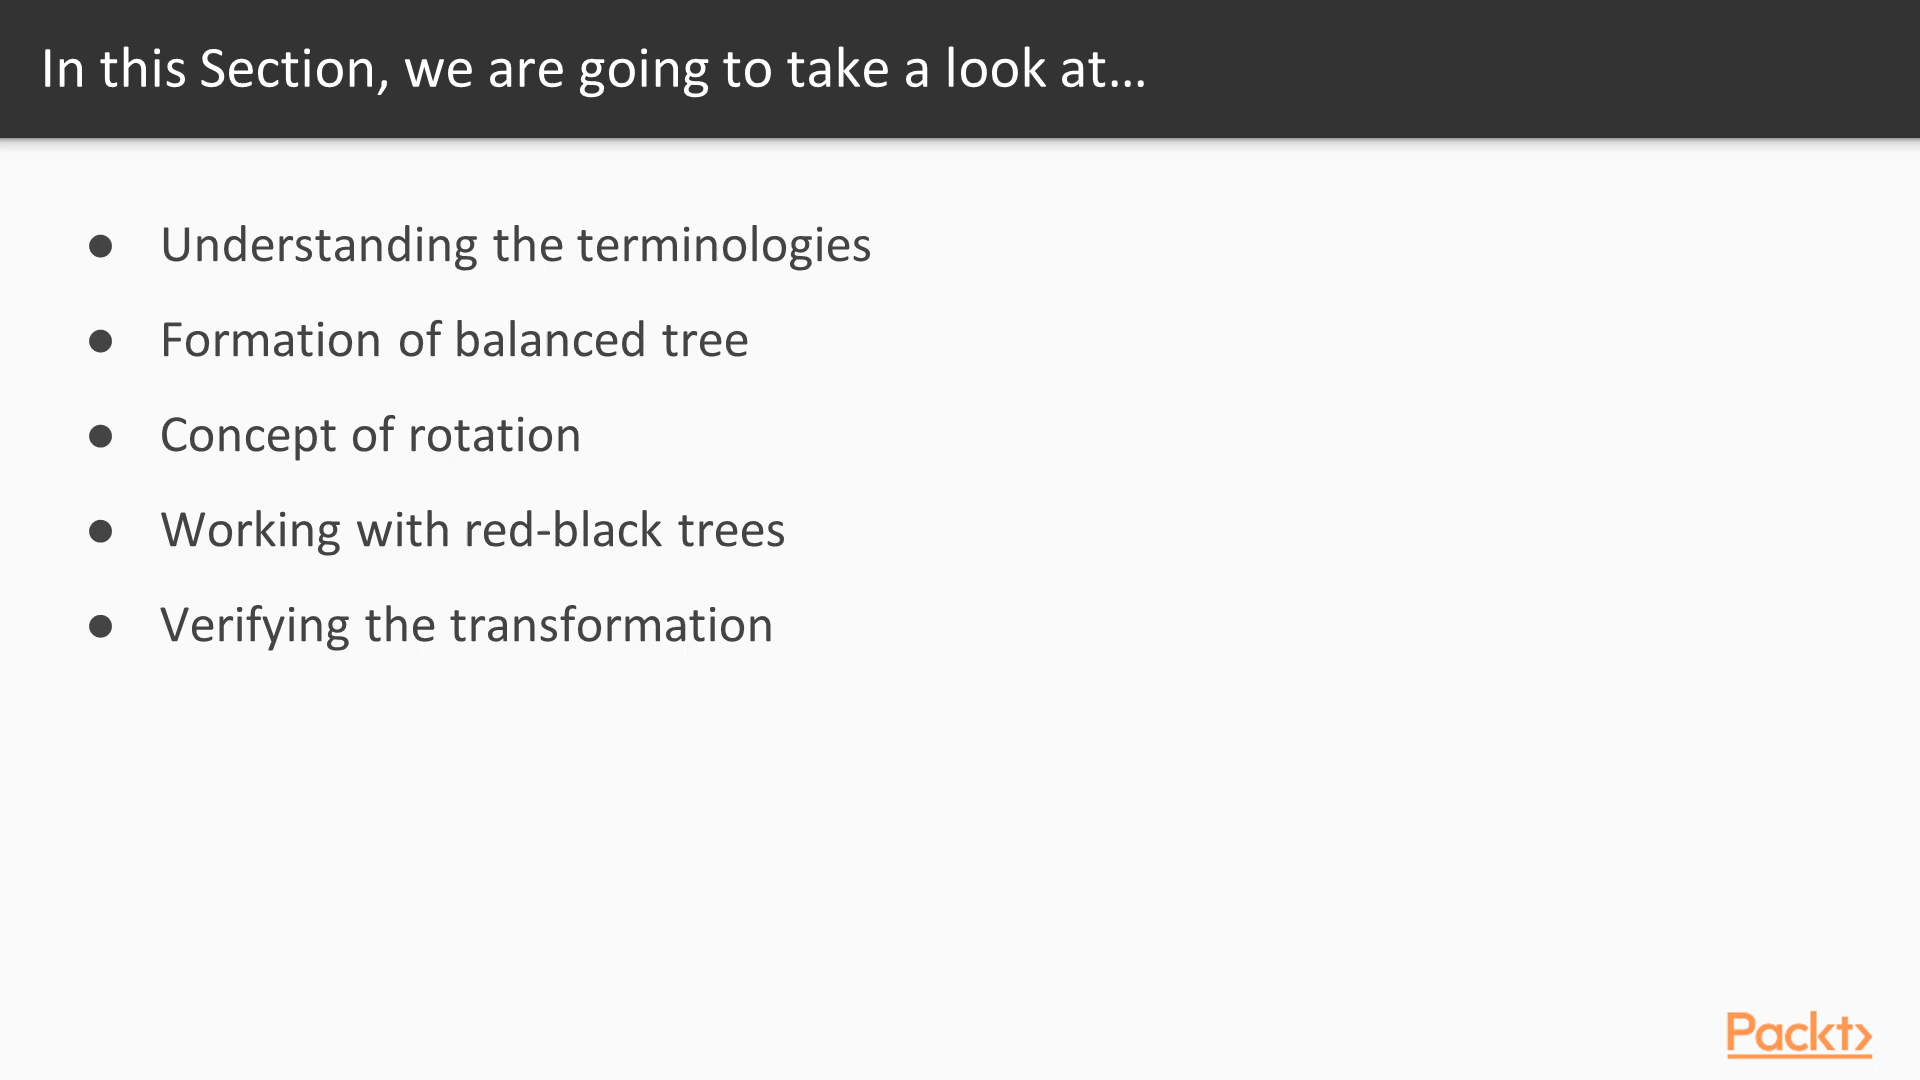 In this Section, we are going to take a look at...
● Understanding the terminologies
● Formation of balanced tree
● Concept of rotation
● Working with red-black trees
● Verifying the transformation
Packt>